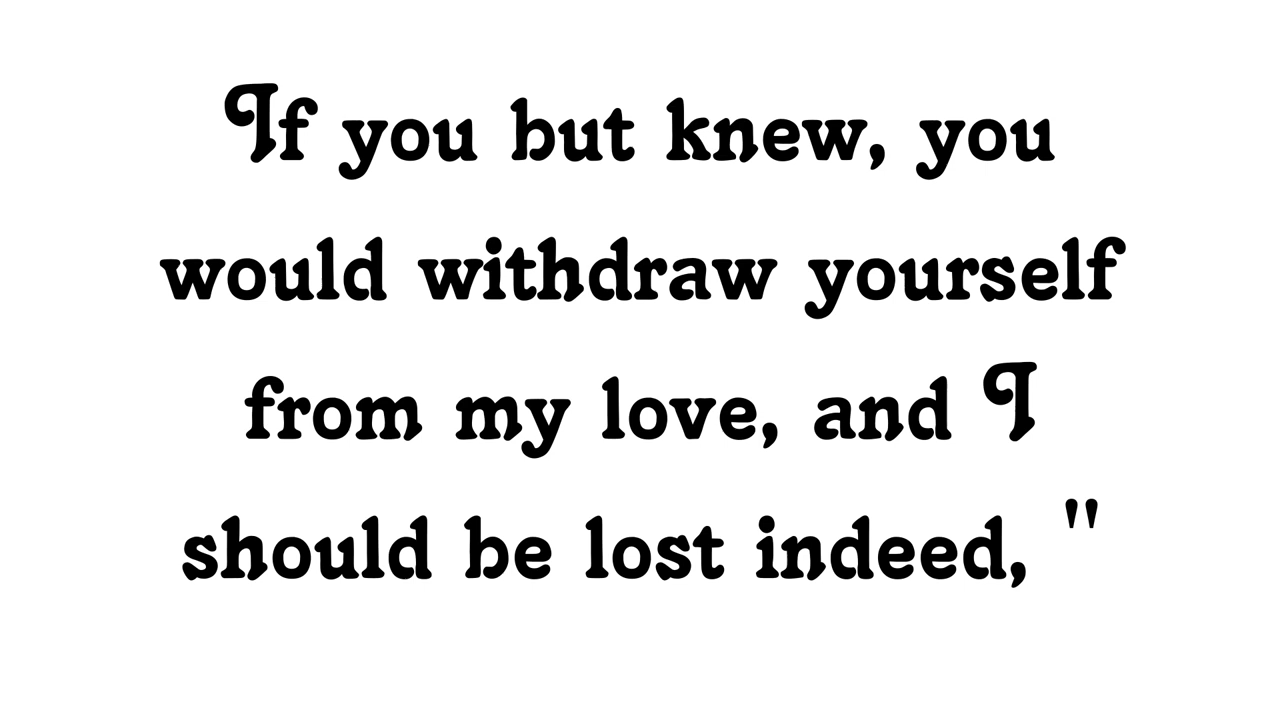 If you but knew, you
would withdraw yourself
from my love, and I
should be lost indeed, "